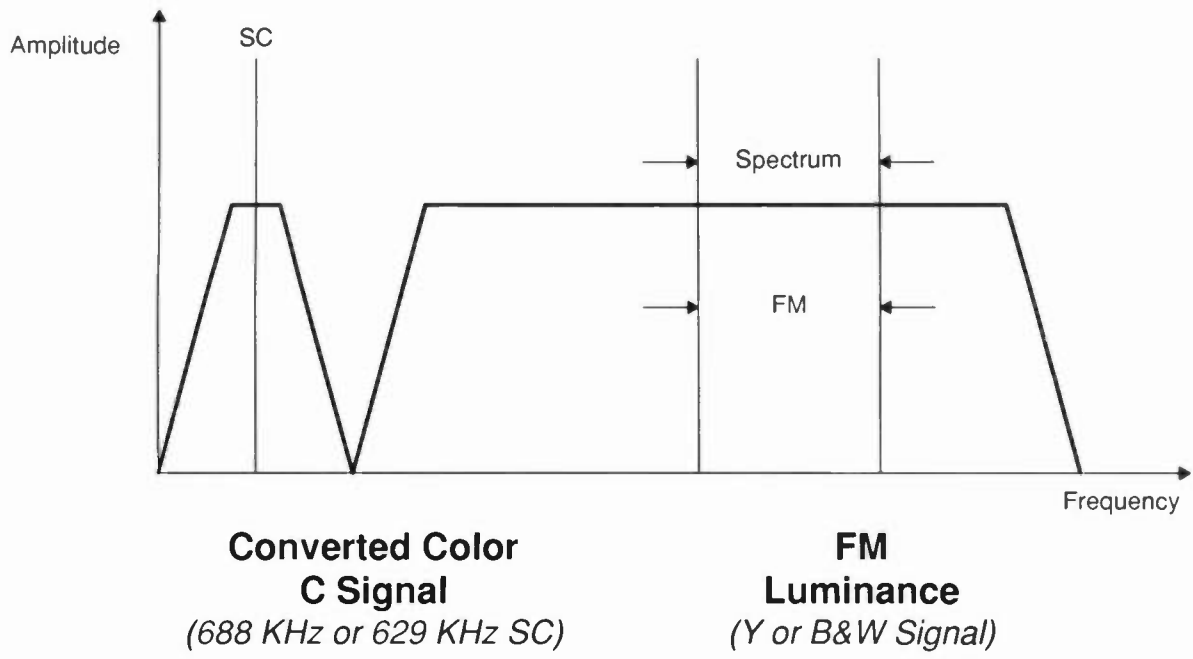 Amplitude
SC
Spectrum
FM
Frequency
Converted Color
C Signal
(688 KHz or 629 KHz SC)
FM
Luminance
(Y or B&W Signal)